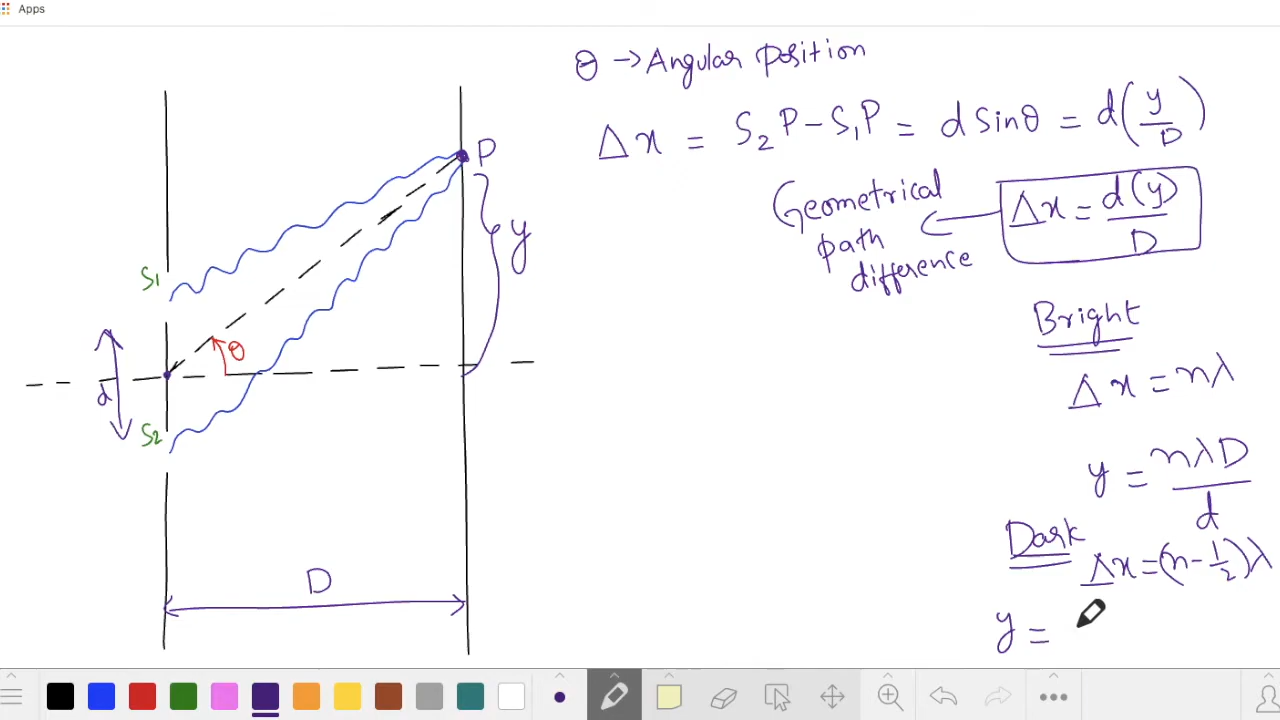 Apps
θ → Angular position
Δx = S₂P − S₁P = d Sinθ = d(y/D)
Geometrical path difference
Δx = d(y)/D
Bright
Δx = nλ
y = nλD/d
Dark
Δx = (n − 1/2)λ
y =
P
y
S₁
θ
d
S₂
D